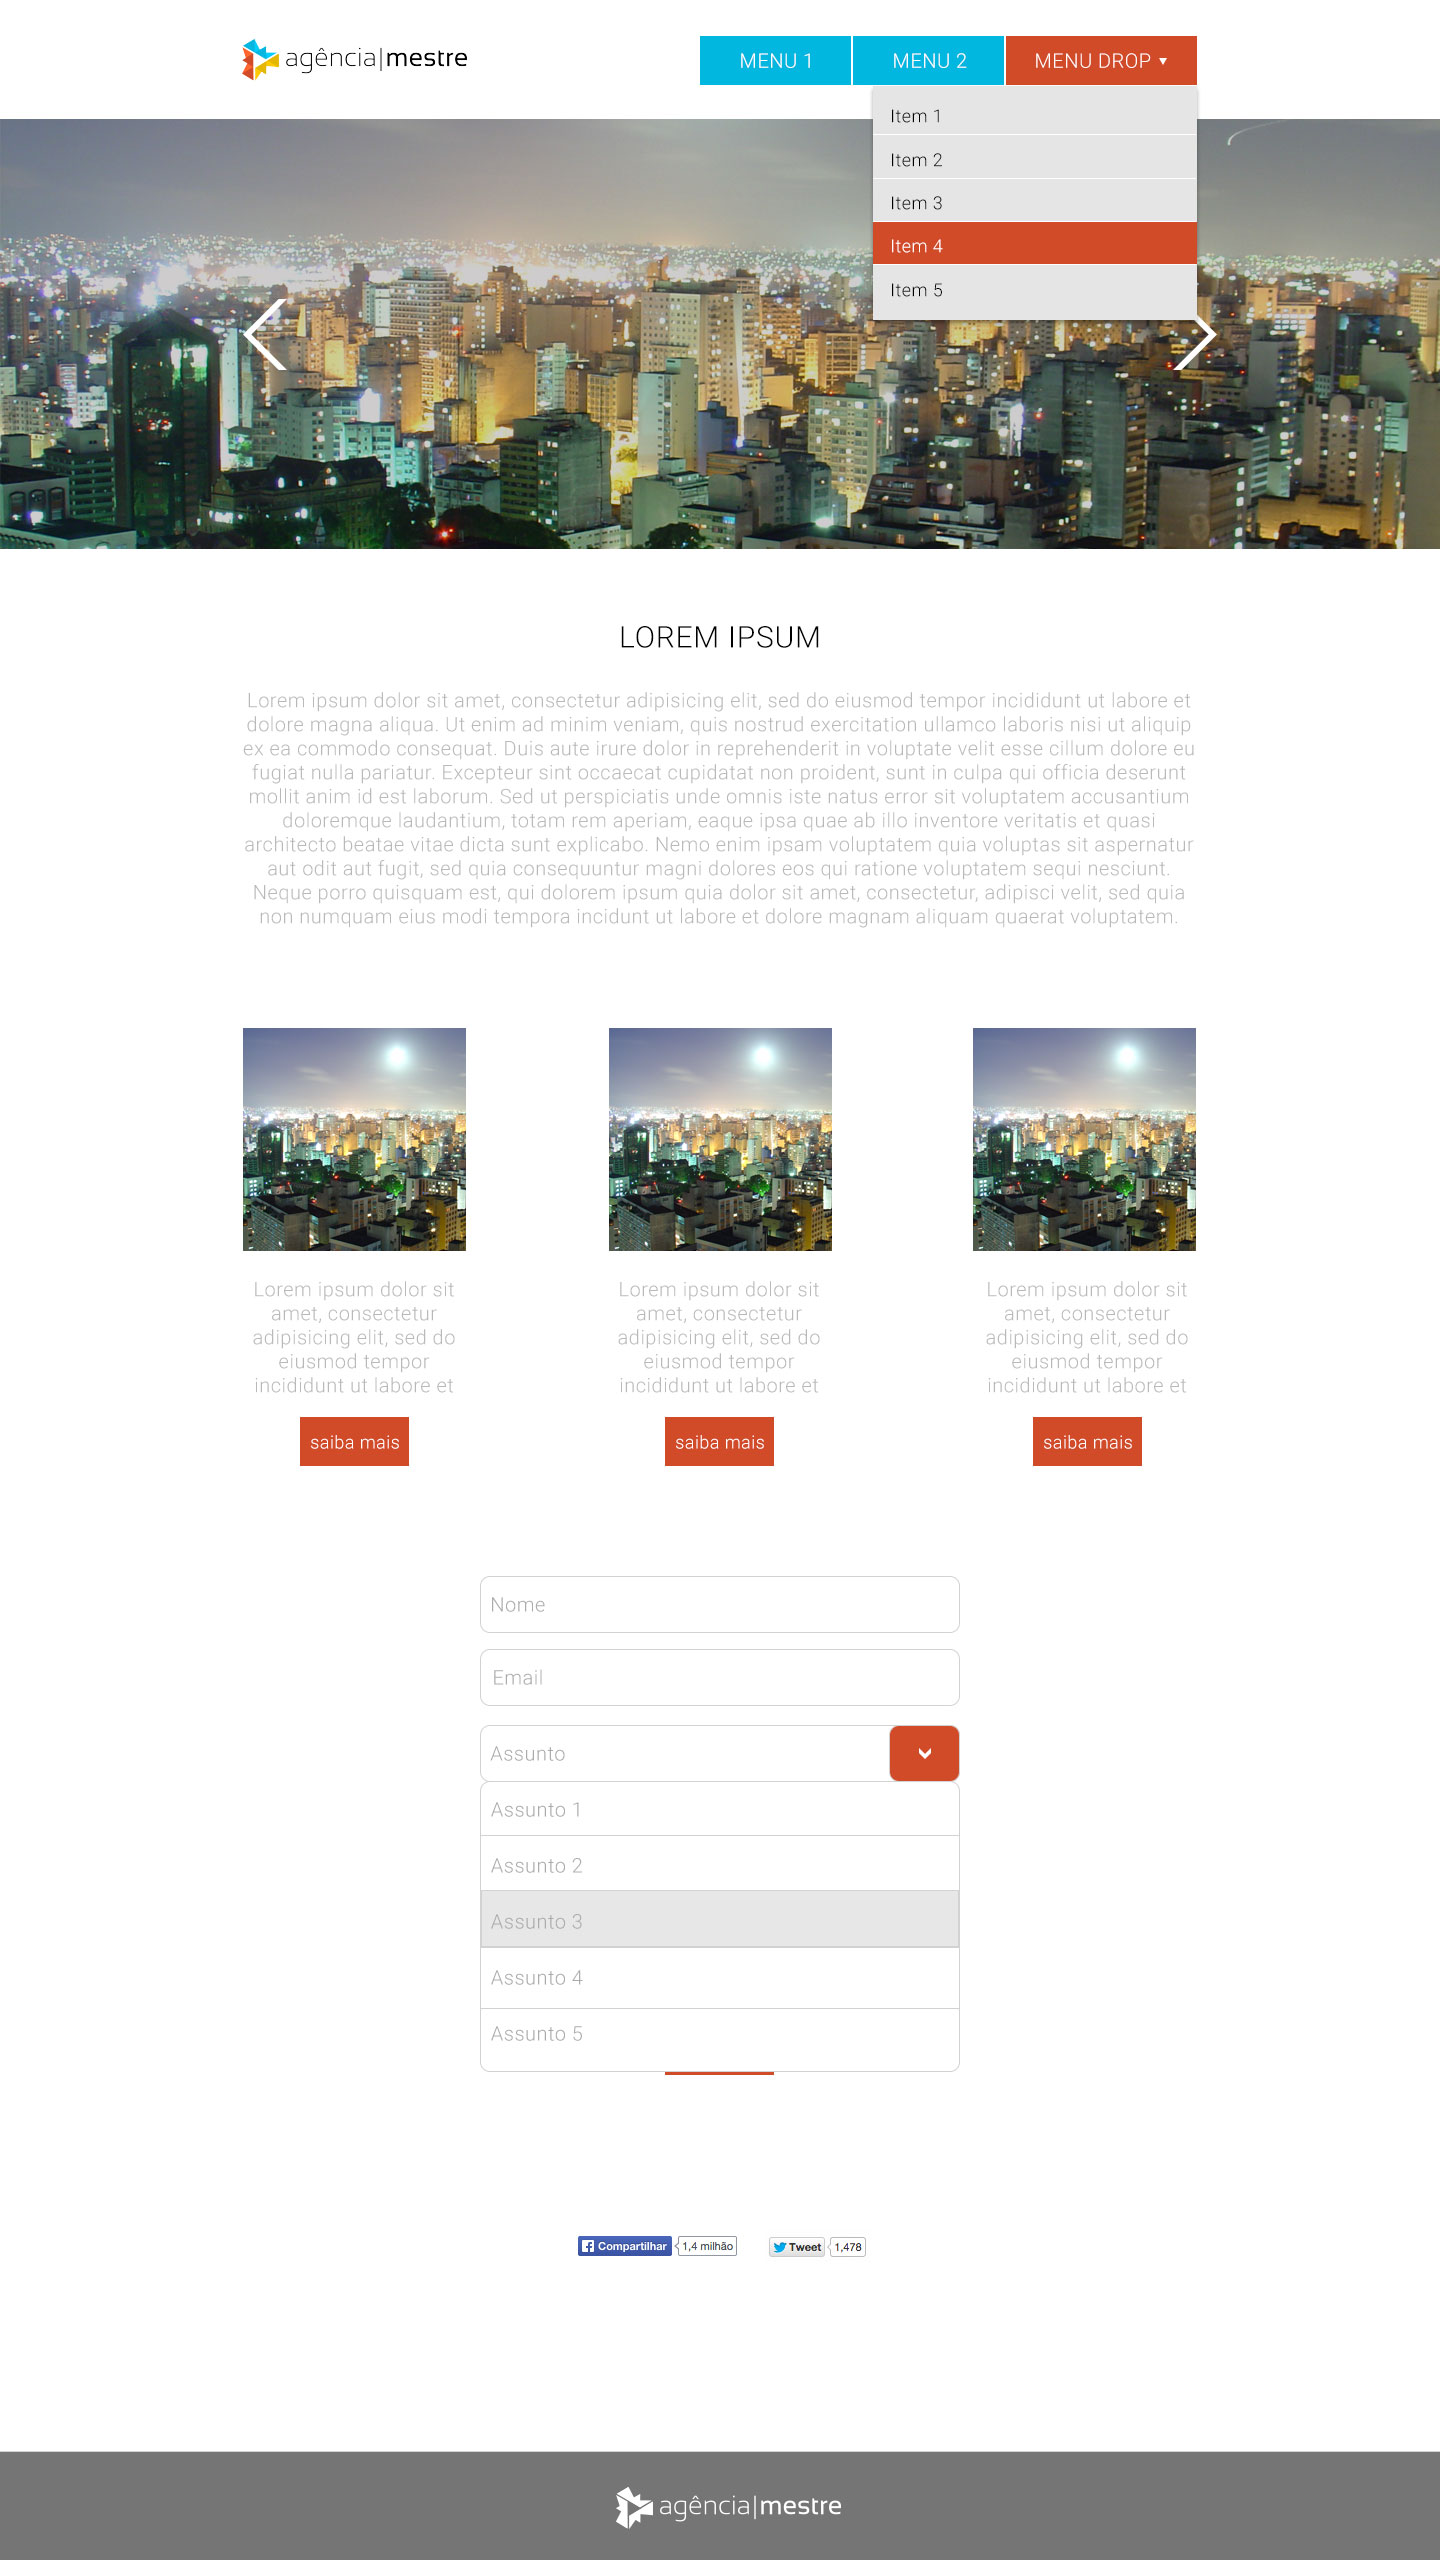 agência|mestre
MENU 1
MENU 2
MENU DROP
Item 1
Item 2
Item 3
Item 4
Item 5
LOREM IPSUM
Lorem ipsum dolor sit amet, consectetur adipisicing elit, sed do eiusmod tempor incididunt ut labore et
dolore magna aliqua. Ut enim ad minim veniam, quis nostrud exercitation ullamco laboris nisi ut aliquip
ex ea commodo consequat. Duis aute irure dolor in reprehenderit in voluptate velit esse cillum dolore eu
fugiat nulla pariatur. Excepteur sint occaecat cupidatat non proident, sunt in culpa qui officia deserunt
mollit anim id est laborum. Sed ut perspiciatis unde omnis iste natus error sit voluptatem accusantium
doloremque laudantium, totam rem aperiam, eaque ipsa quae ab illo inventore veritatis et quasi
architecto beatae vitae dicta sunt explicabo. Nemo enim ipsam voluptatem quia voluptas sit aspernatur
aut odit aut fugit, sed quia consequuntur magni dolores eos qui ratione voluptatem sequi nesciunt.
Neque porro quisquam est, qui dolorem ipsum quia dolor sit amet, consectetur, adipisci velit, sed quia
non numquam eius modi tempora incidunt ut labore et dolore magnam aliquam quaerat voluptatem.
Lorem ipsum dolor sit
amet, consectetur
adipisicing elit, sed do
eiusmod tempor
incididunt ut labore et
saiba mais
Lorem ipsum dolor sit
amet, consectetur
adipisicing elit, sed do
eiusmod tempor
incididunt ut labore et
saiba mais
Lorem ipsum dolor sit
amet, consectetur
adipisicing elit, sed do
eiusmod tempor
incididunt ut labore et
saiba mais
Nome
Email
Assunto
Assunto 1
Assunto 2
Assunto 3
Assunto 4
Assunto 5
Compartilhar
1,4 milhão
Tweet
1,478
agência|mestre